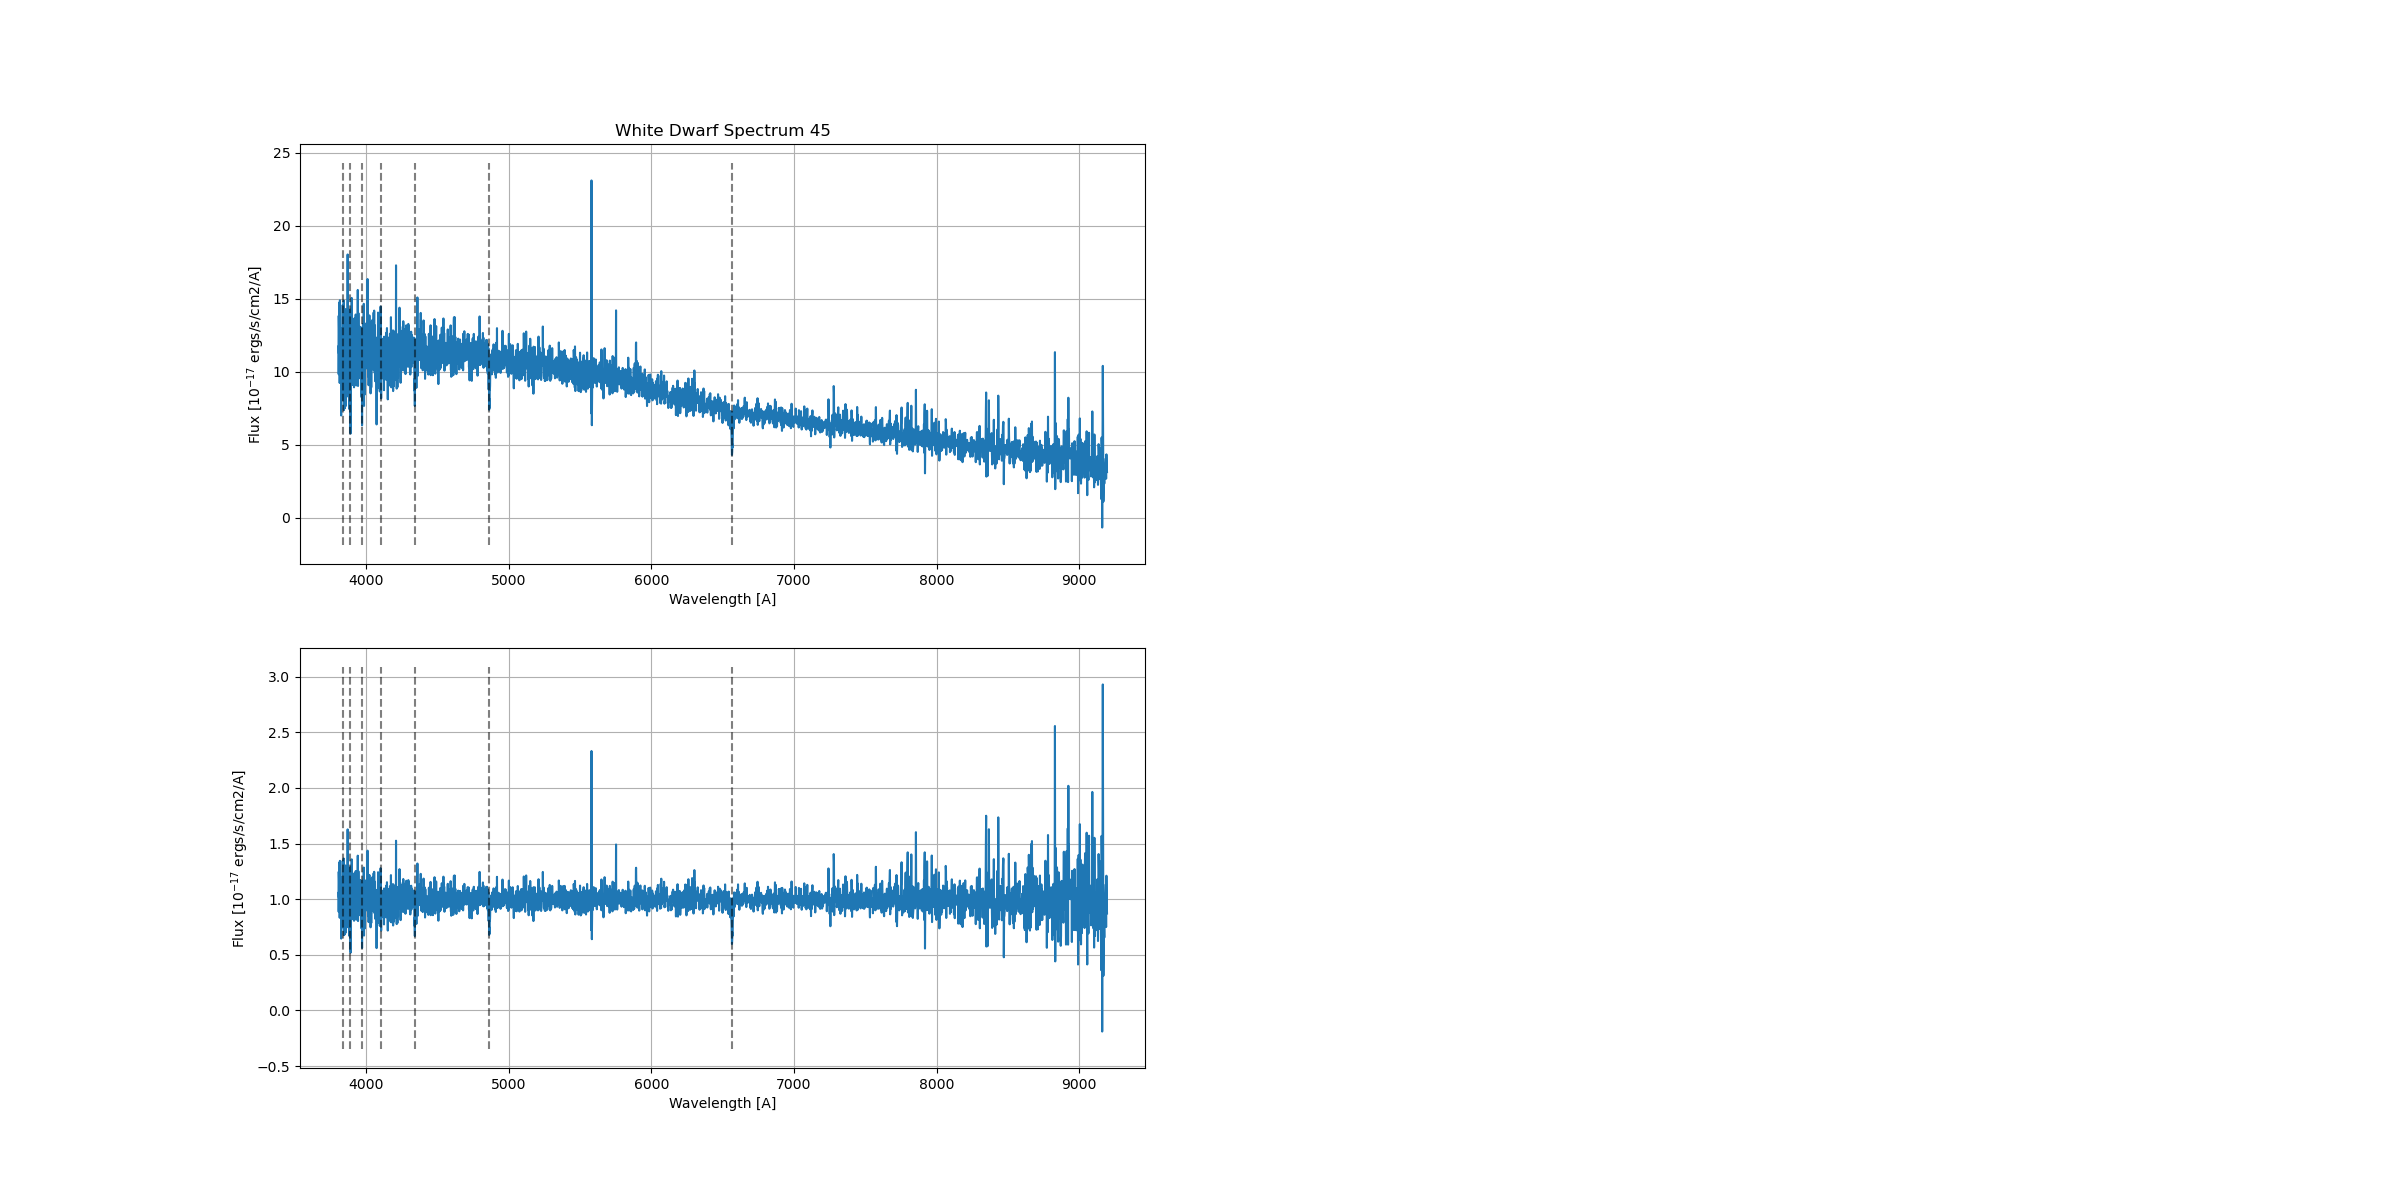 White Dwarf Spectrum 45
25
20
15
10
5
0
Flux [10⁻¹⁷ ergs/s/cm2/A]
4000 5000 6000 7000 8000 9000
Wavelength [A]
3.0
2.5
2.0
1.5
1.0
0.5
0.0
−0.5
Flux [10⁻¹⁷ ergs/s/cm2/A]
4000 5000 6000 7000 8000 9000
Wavelength [A]